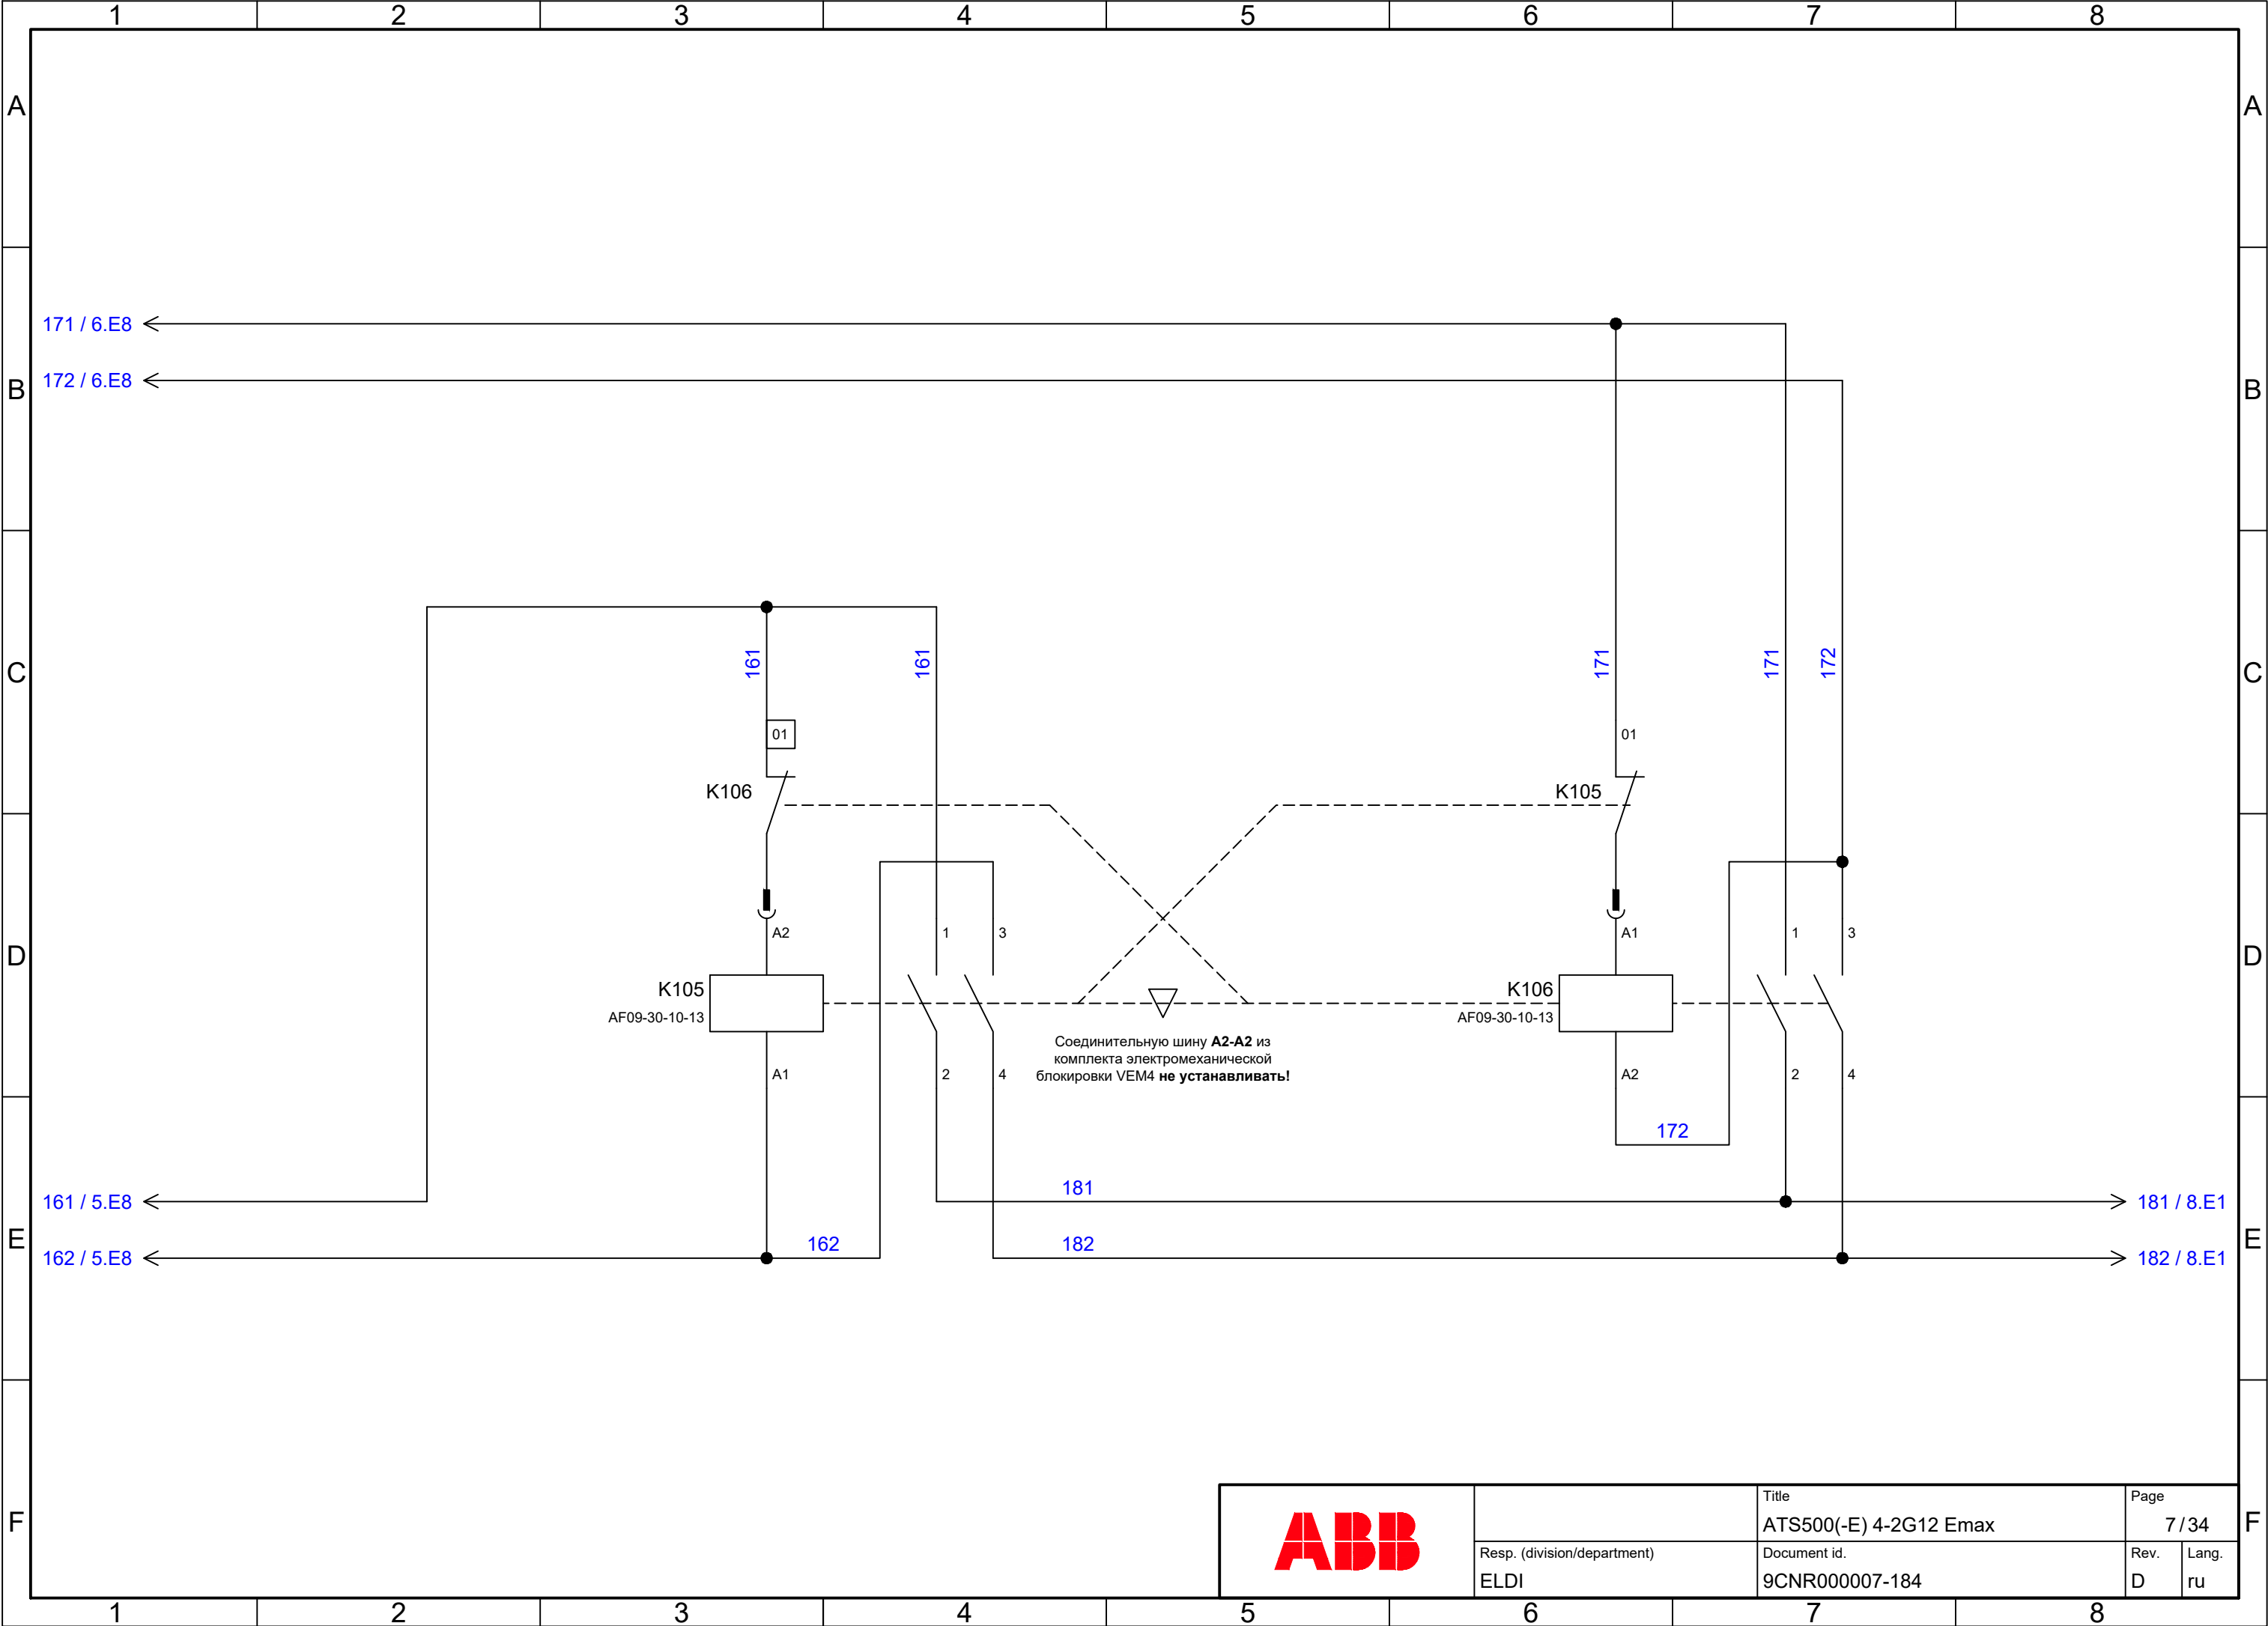 1 2 3 4 5 6 7 8
A A
171 / 6.E8
172 / 6.E8
B B
C C
161 161 171 171 172
01 01
K106 K105
A2 1 3 A1 1 3
D D
K105 K106
AF09-30-10-13 AF09-30-10-13
Соединительную шину A2-A2 из
комплекта электромеханической
блокировки VEM4 не устанавливать!
A1 2 4 A2 2 4
172
161 / 5.E8 181 181 / 8.E1
E E
162 / 5.E8 162 182 182 / 8.E1
F F
ABB
Title
ATS500(-E) 4-2G12 Emax
Page
7 / 34
Resp. (division/department)
ELDI
Document id.
9CNR000007-184
Rev.
D
Lang.
ru
1 2 3 4 5 6 7 8